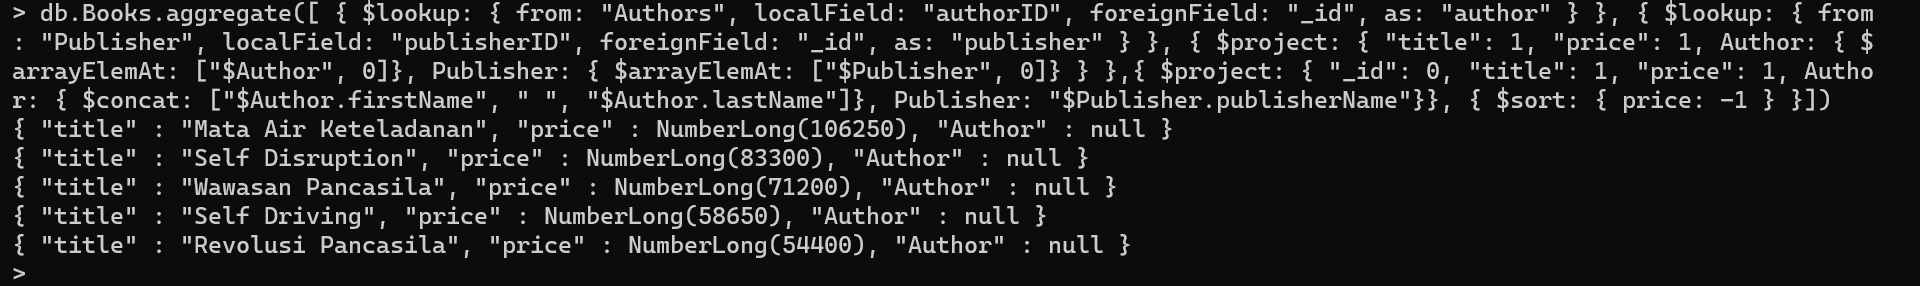 > db.Books.aggregate([ { $lookup: { from: "Authors", localField: "authorID", foreignField: "_id", as: "author" } }, { $lookup: { from
: "Publisher", localField: "publisherID", foreignField: "_id", as: "publisher" } }, { $project: { "title": 1, "price": 1, Author: { $
arrayElemAt: ["$Author", 0]}, Publisher: { $arrayElemAt: ["$Publisher", 0]} } },{ $project: { "_id": 0, "title": 1, "price": 1, Autho
r: { $concat: ["$Author.firstName", " ", "$Author.lastName"]}, Publisher: "$Publisher.publisherName"}}, { $sort: { price: -1 } }])
{ "title" : "Mata Air Keteladanan", "price" : NumberLong(106250), "Author" : null }
{ "title" : "Self Disruption", "price" : NumberLong(83300), "Author" : null }
{ "title" : "Wawasan Pancasila", "price" : NumberLong(71200), "Author" : null }
{ "title" : "Self Driving", "price" : NumberLong(58650), "Author" : null }
{ "title" : "Revolusi Pancasila", "price" : NumberLong(54400), "Author" : null }
>